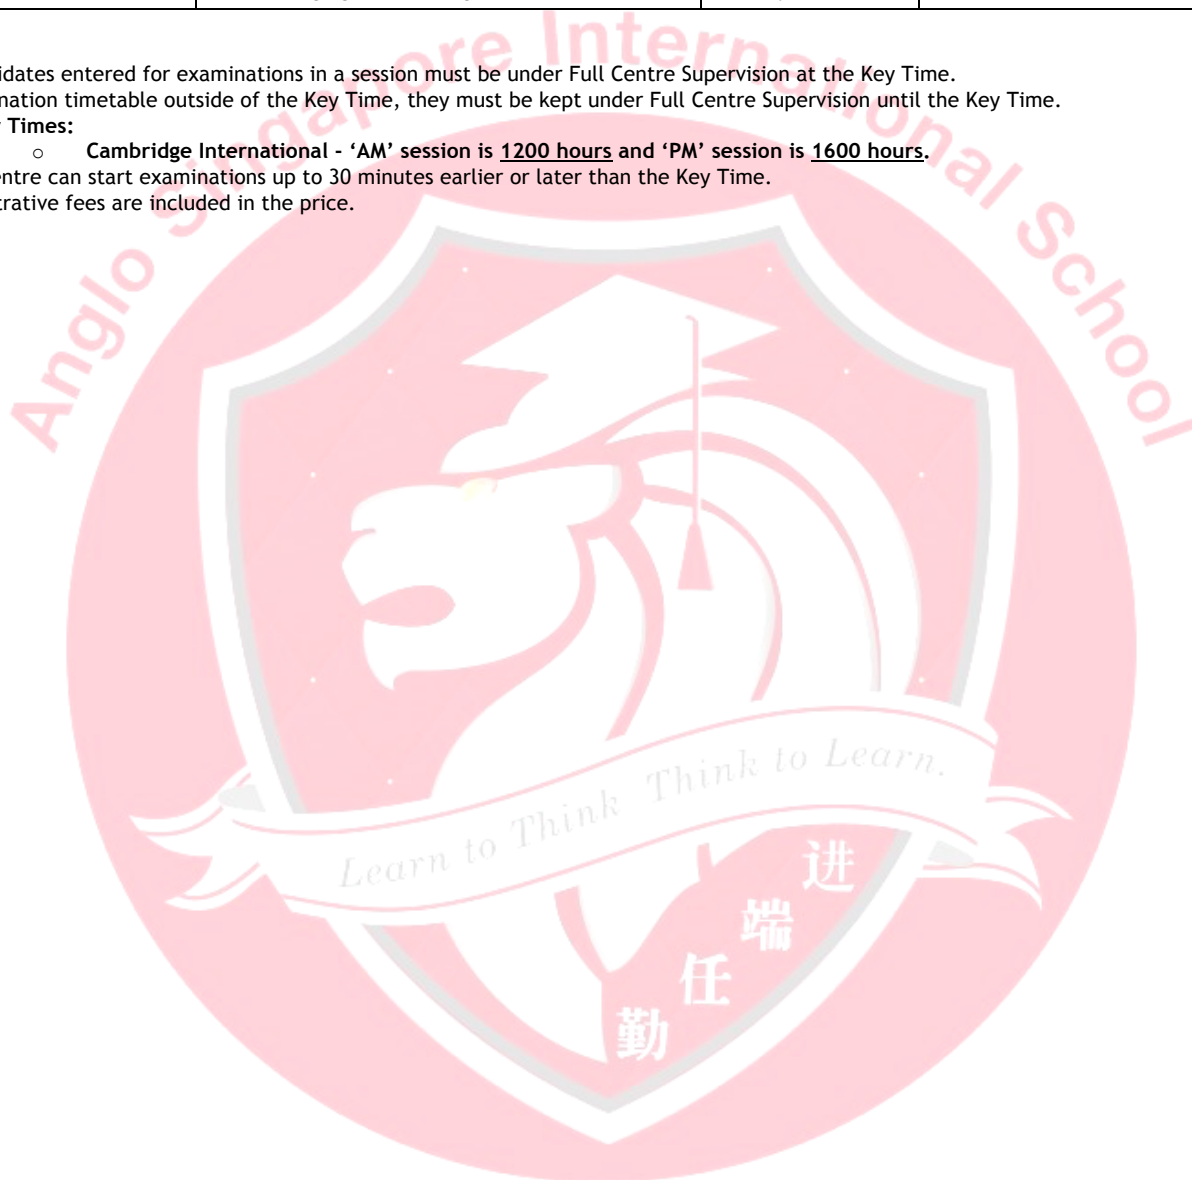 idates entered for examinations in a session must be under Full Centre Supervision at the Key Time.
nation timetable outside of the Key Time, they must be kept under Full Centre Supervision until the Key Time.
Times:
o Cambridge International - ‘AM’ session is 1200 hours and ‘PM’ session is 1600 hours.
entre can start examinations up to 30 minutes earlier or later than the Key Time.
trative fees are included in the price.
Anglo Singapore International School
Learn to Think Think to Learn.
进
端
任
勤